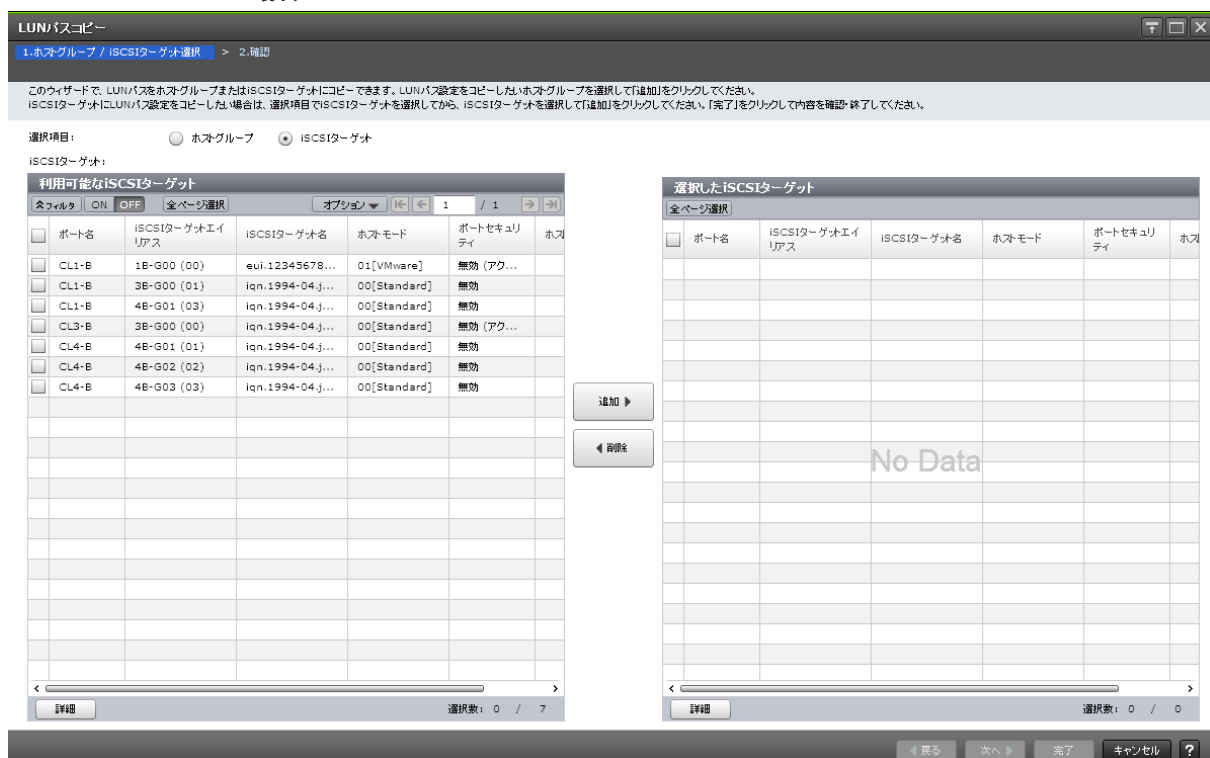 LUNパスコピー
1.ホストグループ / iSCSIターゲット選択 > 2.確認
このウィザードで、LUNパスをホストグループまたはiSCSIターゲットにコピーできます。LUNパス設定をコピーしたいホストグループを選択して「追加」をクリックしてください。
iSCSIターゲットにLUNパス設定をコピーしたい場合は、選択項目でiSCSIターゲットを選択してから、iSCSIターゲットを選択して「追加」をクリックしてください。「完了」をクリックして内容を確認・終了してください。
選択項目: ホストグループ iSCSIターゲット
iSCSIターゲット:
利用可能なiSCSIターゲット
フィルタ ON OFF 全ページ選択 オプション 1 / 1
ポート名 iSCSIターゲットエイリアス iSCSIターゲット名 ホストモード ポートセキュリティ ホス
CL1-B 1B-G00 (00) eui.12345678... 01[VMware] 無効 (アク...
CL1-B 3B-G00 (01) iqn.1994-04.j... 00[Standard] 無効
CL1-B 4B-G01 (03) iqn.1994-04.j... 00[Standard] 無効
CL3-B 3B-G00 (00) iqn.1994-04.j... 00[Standard] 無効 (アク...
CL4-B 4B-G01 (01) iqn.1994-04.j... 00[Standard] 無効
CL4-B 4B-G02 (02) iqn.1994-04.j... 00[Standard] 無効
CL4-B 4B-G03 (03) iqn.1994-04.j... 00[Standard] 無効
詳細 選択数: 0 / 7
追加
削除
選択したiSCSIターゲット
全ページ選択
ポート名 iSCSIターゲットエイリアス iSCSIターゲット名 ホストモード ポートセキュリティ ホス
No Data
詳細 選択数: 0 / 0
戻る 次へ 完了 キャンセル ?